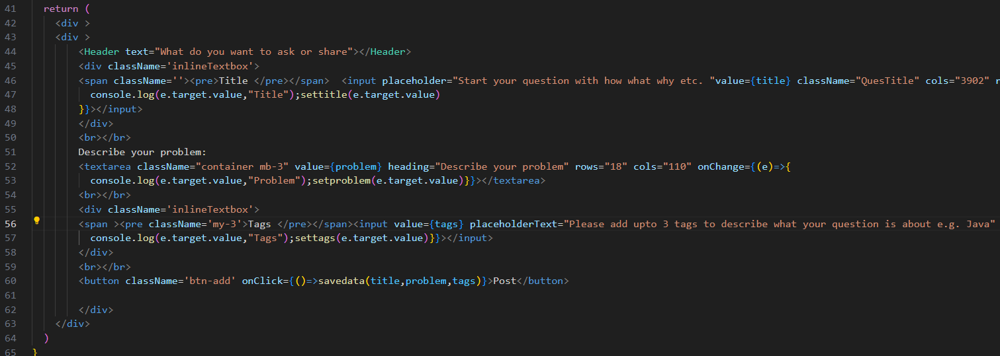 41 return (
42 <div >
43 <div >
44 <Header text="What do you want to ask or share"></Header>
45 <div className='inlineTextbox'>
46 <span className=''><pre>Title </pre></span>  <input placeholder="Start your question with how what why etc. "value={title} className="QuesTitle" cols="3902"
47 console.log(e.target.value,"Title");settitle(e.target.value)
48 }}></input>
49 </div>
50 <br></br>
51 Describe your problem:
52 <textarea className="container mb-3" value={problem} heading="Describe your problem" rows="18" cols="110" onChange={(e)=>{
53 console.log(e.target.value,"Problem");setproblem(e.target.value)}}></textarea>
54 <br></br>
55 <div className='inlineTextbox'>
56 <span ><pre className='my-3'>Tags </pre></span><input value={tags} placeholderText="Please add upto 3 tags to describe what your question is about e.g. Java"
57 console.log(e.target.value,"Tags");settags(e.target.value)}}></input>
58 </div>
59 <br></br>
60 <button className='btn-add' onClick={()=>savedata(title,problem,tags)}>Post</button>
61
62 </div>
63 </div>
64 )
65 }